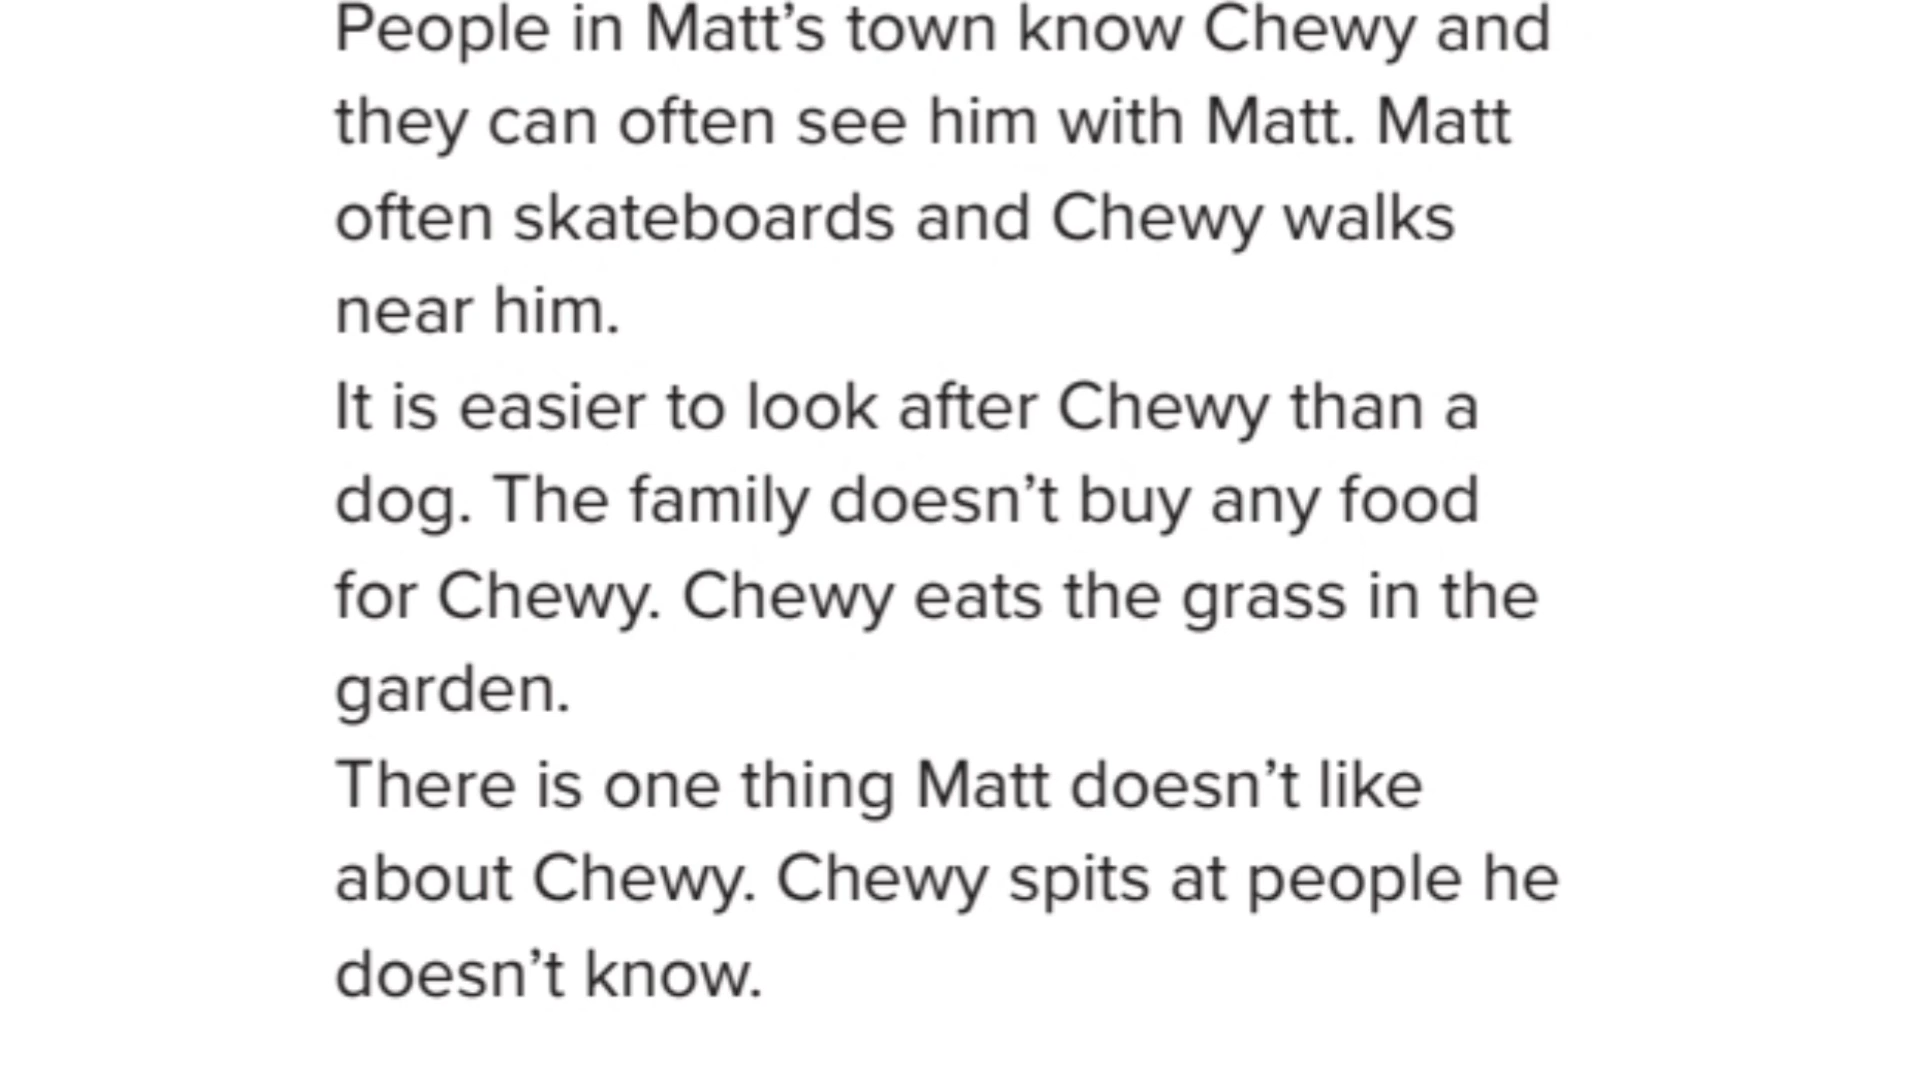 People in Matt’s town know Chewy and
they can often see him with Matt. Matt
often skateboards and Chewy walks
near him.
It is easier to look after Chewy than a
dog. The family doesn’t buy any food
for Chewy. Chewy eats the grass in the
garden.
There is one thing Matt doesn’t like
about Chewy. Chewy spits at people he
doesn’t know.